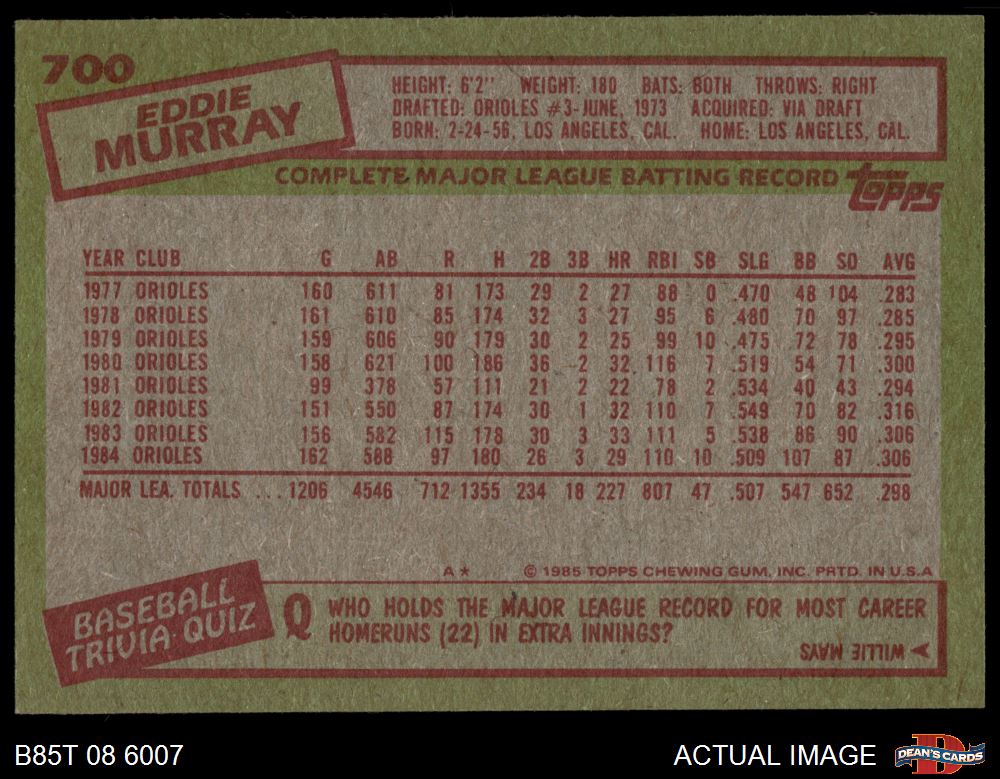 700
EDDIE
MURRAY
HEIGHT: 6'2'' WEIGHT: 180 BATS: BOTH THROWS: RIGHT
DRAFTED: ORIOLES #3-JUNE, 1973 ACQUIRED: VIA DRAFT
BORN: 2-24-56, LOS ANGELES, CAL. HOME: LOS ANGELES, CAL.
COMPLETE MAJOR LEAGUE BATTING RECORD
topps
YEAR CLUB G AB R H 2B 3B HR RBI SB SLG BB SO AVG
1977 ORIOLES 160 611 81 173 29 2 27 88 0 .470 48 104 .283
1978 ORIOLES 161 610 85 174 32 3 27 95 6 .480 70 97 .285
1979 ORIOLES 159 606 90 179 30 2 25 99 10 .475 72 78 .295
1980 ORIOLES 158 621 100 186 36 2 32 116 7 .519 54 71 .300
1981 ORIOLES 99 378 57 111 21 2 22 78 2 .534 40 43 .294
1982 ORIOLES 151 550 87 174 30 1 32 110 7 .549 70 82 .316
1983 ORIOLES 156 582 115 178 30 3 33 111 5 .538 86 90 .306
1984 ORIOLES 162 588 97 180 26 3 29 110 10 .509 107 87 .306
MAJOR LEA. TOTALS ... 1206 4546 712 1355 234 18 227 807 47 .507 547 652 .298
A★ © 1985 TOPPS CHEWING GUM, INC. PRTD. IN U.S.A
BASEBALL
TRIVIA QUIZ
Q WHO HOLDS THE MAJOR LEAGUE RECORD FOR MOST CAREER
HOMERUNS (22) IN EXTRA INNINGS?
WILLIE MAYS
B85T 08 6007
ACTUAL IMAGE
DEAN'S CARDS